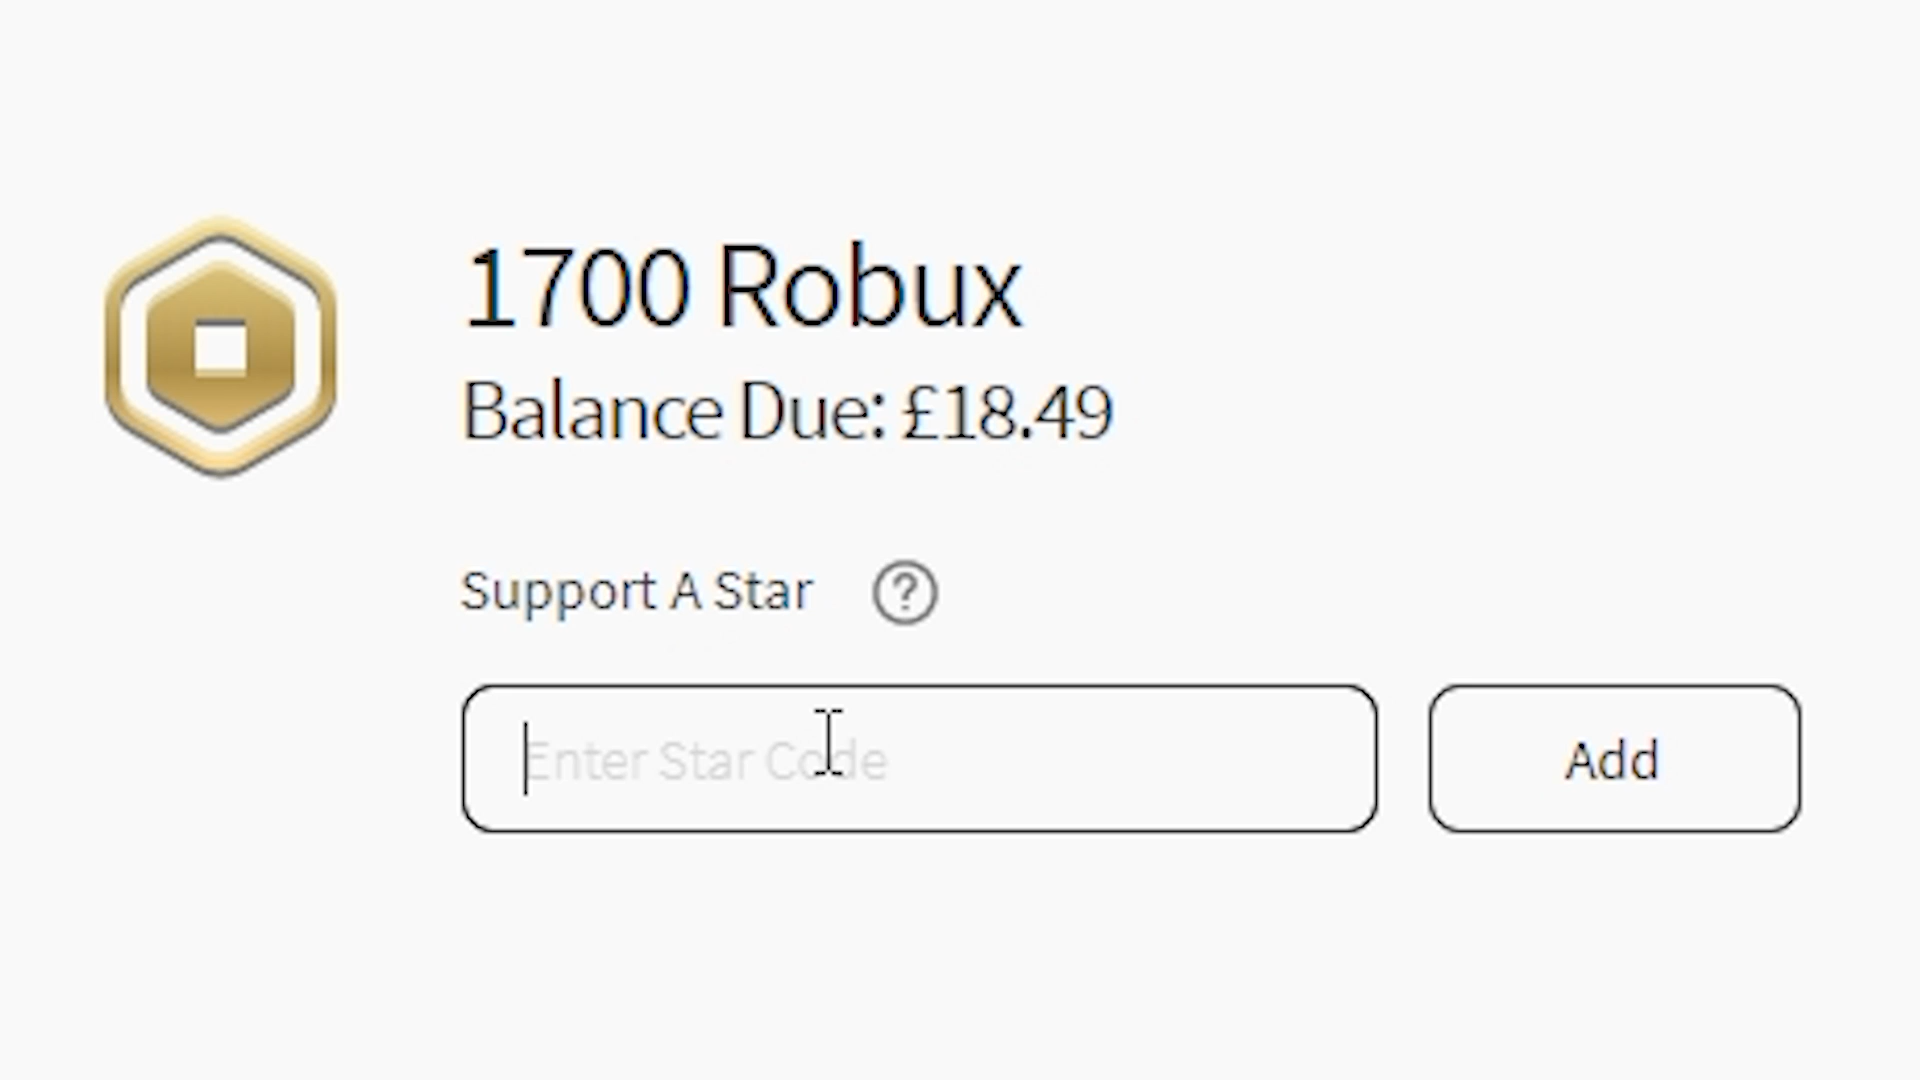 1700 Robux
Balance Due: £18.49
Support A Star ?
Enter Star Code
Add